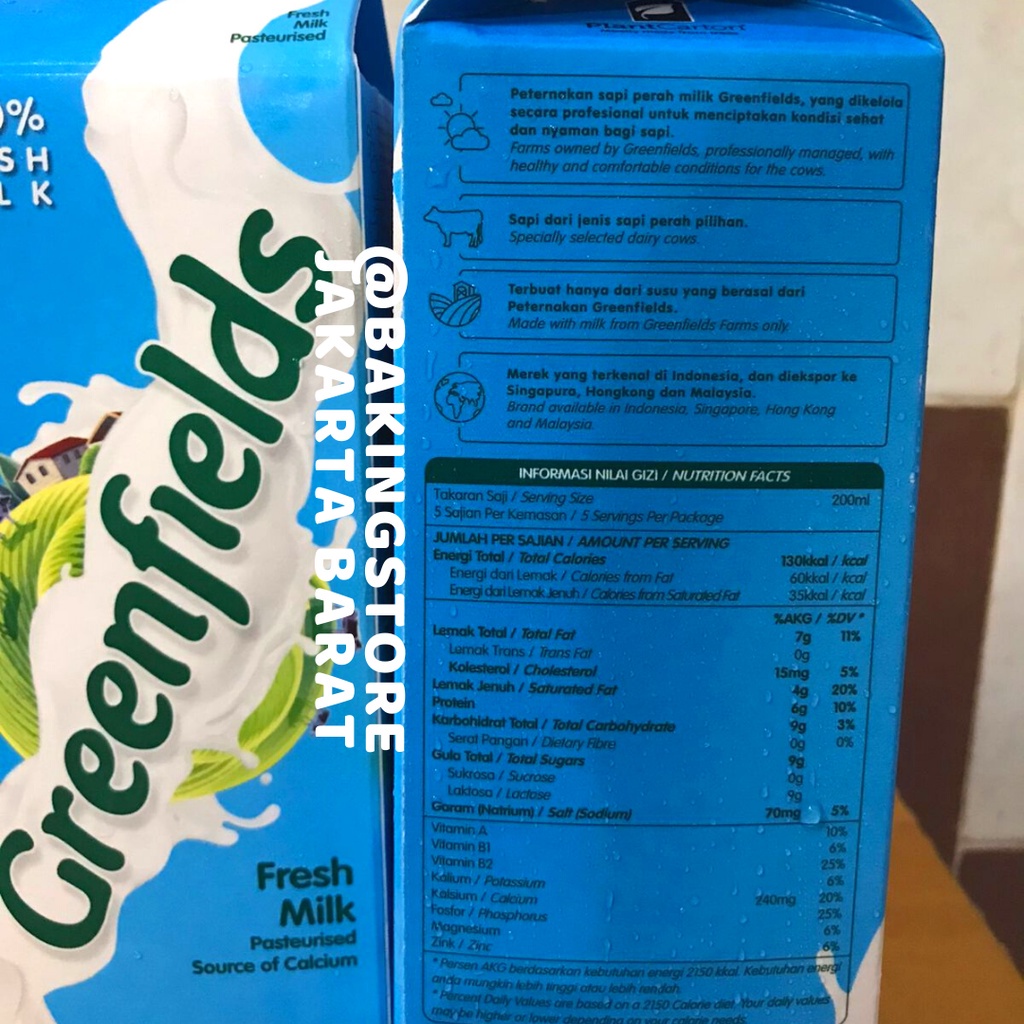 Fresh
Milk
Pasteurised
0%
SH
LK
Greenfields
Fresh
Milk
Pasteurised
Source of Calcium
@BAKINGSTORE
JAKARTA BARAT
PlantCarton
Peternakan sapi perah milik Greenfields, yang dikelola
secara profesional untuk menciptakan kondisi sehat
dan nyaman bagi sapi.
Farms owned by Greenfields, professionally managed, with
healthy and comfortable conditions for the cows.
Sapi dari jenis sapi perah pilihan.
Specially selected dairy cows.
Terbuat hanya dari susu yang berasal dari
Peternakan Greenfields.
Made with milk from Greenfields Farms only.
Merek yang terkenal di Indonesia, dan diekspor ke
Singapura, Hongkong dan Malaysia.
Brand available in Indonesia, Singapore, Hong Kong
and Malaysia.
INFORMASI NILAI GIZI / NUTRITION FACTS
Takaran Saji / Serving Size 200ml
5 Sajian Per Kemasan / 5 Servings Per Package
JUMLAH PER SAJIAN / AMOUNT PER SERVING
Energi Total / Total Calories 130kkal / kcal
Energi dari Lemak / Calories from Fat 60kkal / kcal
Energi dari Lemak Jenuh / Calories from Saturated Fat 35kkal / kcal
%AKG / %DV*
Lemak Total / Total Fat 7g 11%
Lemak Trans / Trans Fat 0g
Kolesterol / Cholesterol 15mg 5%
Lemak Jenuh / Saturated Fat 4g 20%
Protein 6g 10%
Karbohidrat Total / Total Carbohydrate 9g 3%
Serat Pangan / Dietary Fibre 0g 0%
Gula Total / Total Sugars 9g
Sukrosa / Sucrose 0g
Laktosa / Lactose 9g
Garam (Natrium) / Salt (Sodium) 70mg 5%
Vitamin A 10%
Vitamin B1 6%
Vitamin B2 25%
Kalium / Potassium 6%
Kalsium / Calcium 240mg 20%
Fosfor / Phosphorus 25%
Magnesium 6%
Zink / Zinc 6%
* Persen AKG berdasarkan kebutuhan energi 2150 kkal. Kebutuhan energi
anda mungkin lebih tinggi atau lebih rendah.
* Percent Daily Values are based on a 2150 Calorie diet. Your daily values
may be higher or lower depending on your calorie needs.